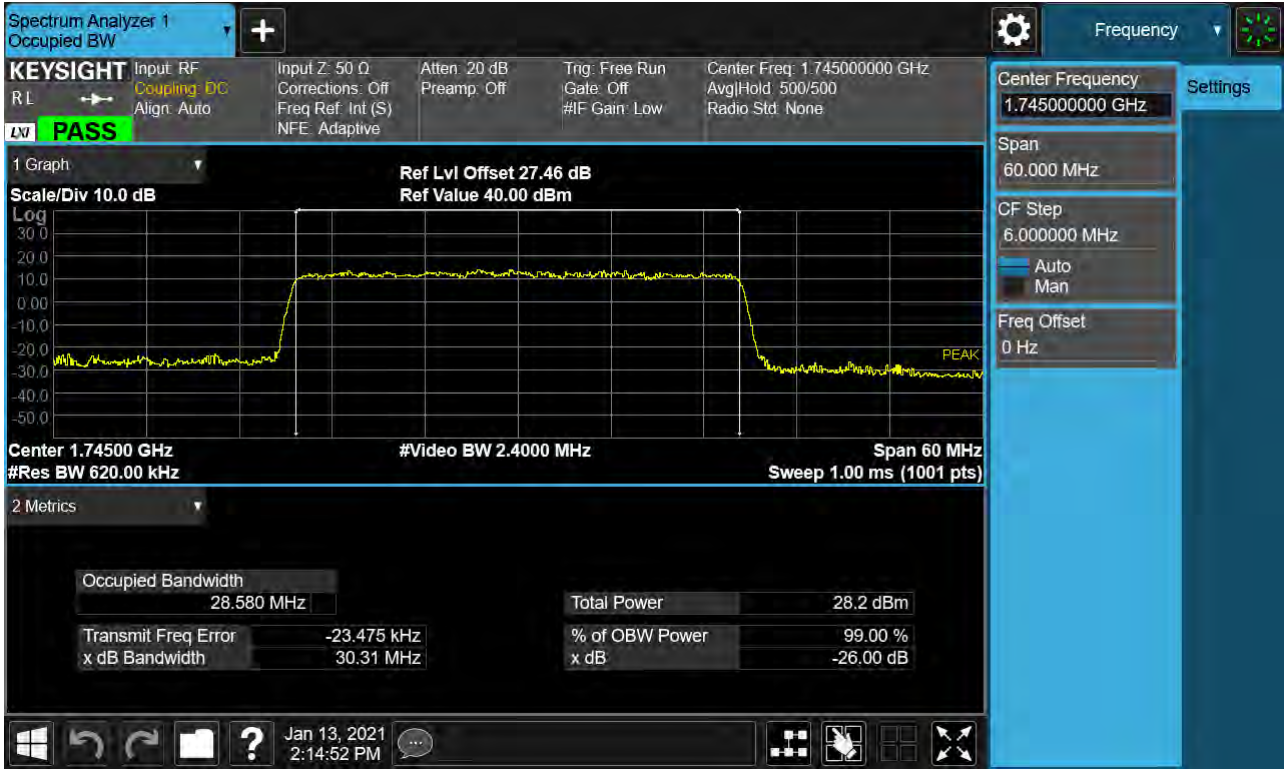 Spectrum Analyzer 1
Occupied BW
+
Frequency
KEYSIGHT
RL
LXI
PASS
Input: RF
Coupling: DC
Align: Auto
Input Z: 50 Ω
Corrections: Off
Freq Ref: Int (S)
NFE: Adaptive
Atten: 20 dB
Preamp: Off
Trig: Free Run
Gate: Off
#IF Gain: Low
Center Freq: 1.745000000 GHz
Avg|Hold: 500/500
Radio Std: None
Center Frequency
1.745000000 GHz
Settings
Span
60.000 MHz
CF Step
6.000000 MHz
Auto
Man
Freq Offset
0 Hz
1 Graph
Scale/Div 10.0 dB
Ref Lvl Offset 27.46 dB
Ref Value 40.00 dBm
Log
30.0
20.0
10.0
0.00
-10.0
-20.0
-30.0
-40.0
-50.0
PEAK
Center 1.74500 GHz
#Res BW 620.00 kHz
#Video BW 2.4000 MHz
Span 60 MHz
Sweep 1.00 ms (1001 pts)
2 Metrics
Occupied Bandwidth
28.580 MHz
Transmit Freq Error -23.475 kHz
x dB Bandwidth 30.31 MHz
Total Power 28.2 dBm
% of OBW Power 99.00 %
x dB -26.00 dB
?
Jan 13, 2021
2:14:52 PM